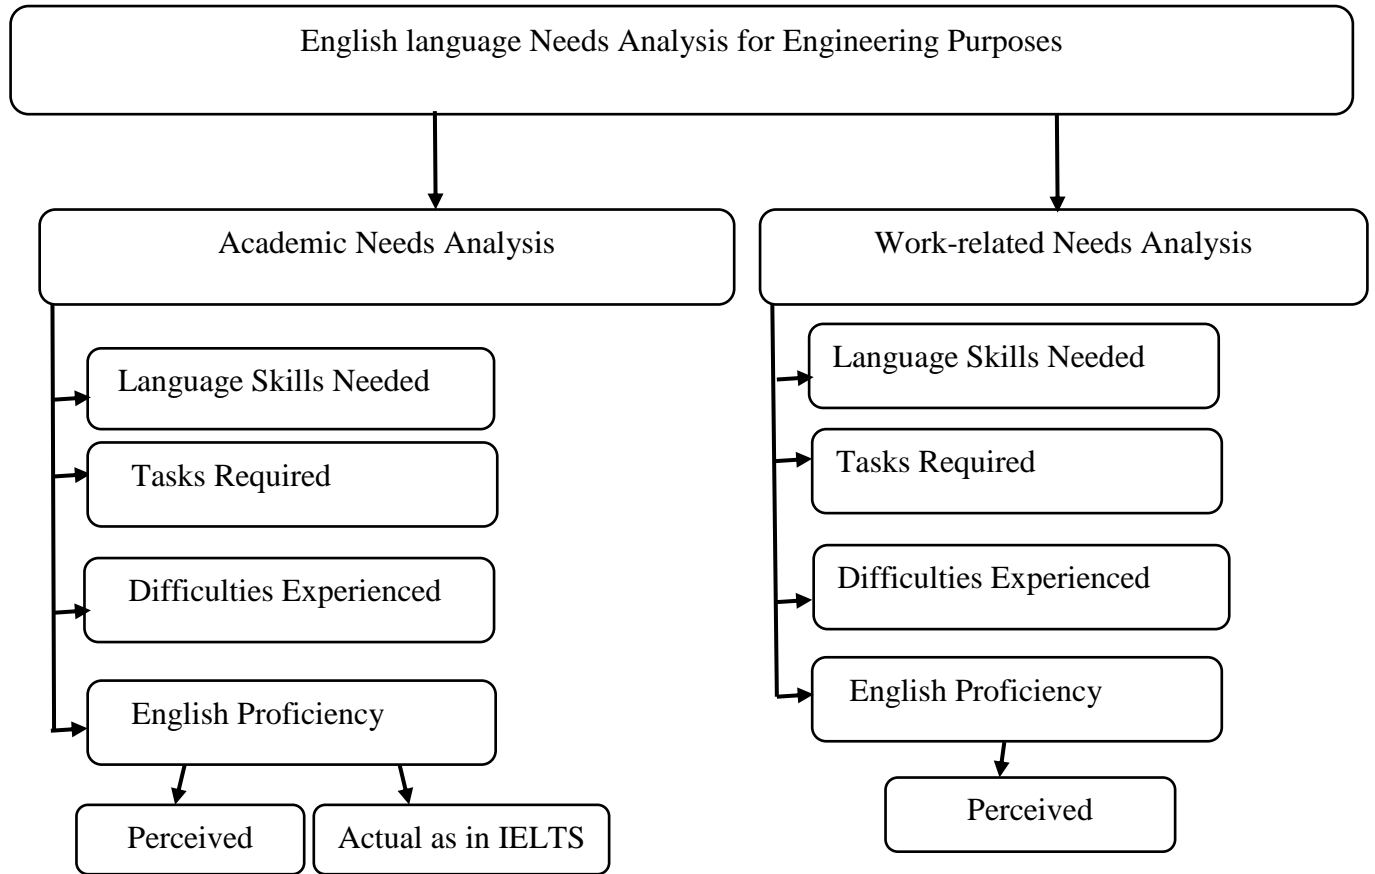 English language Needs Analysis for Engineering Purposes
Academic Needs Analysis
Work-related Needs Analysis
Language Skills Needed
Tasks Required
Difficulties Experienced
English Proficiency
Perceived
Actual as in IELTS
Language Skills Needed
Tasks Required
Difficulties Experienced
English Proficiency
Perceived